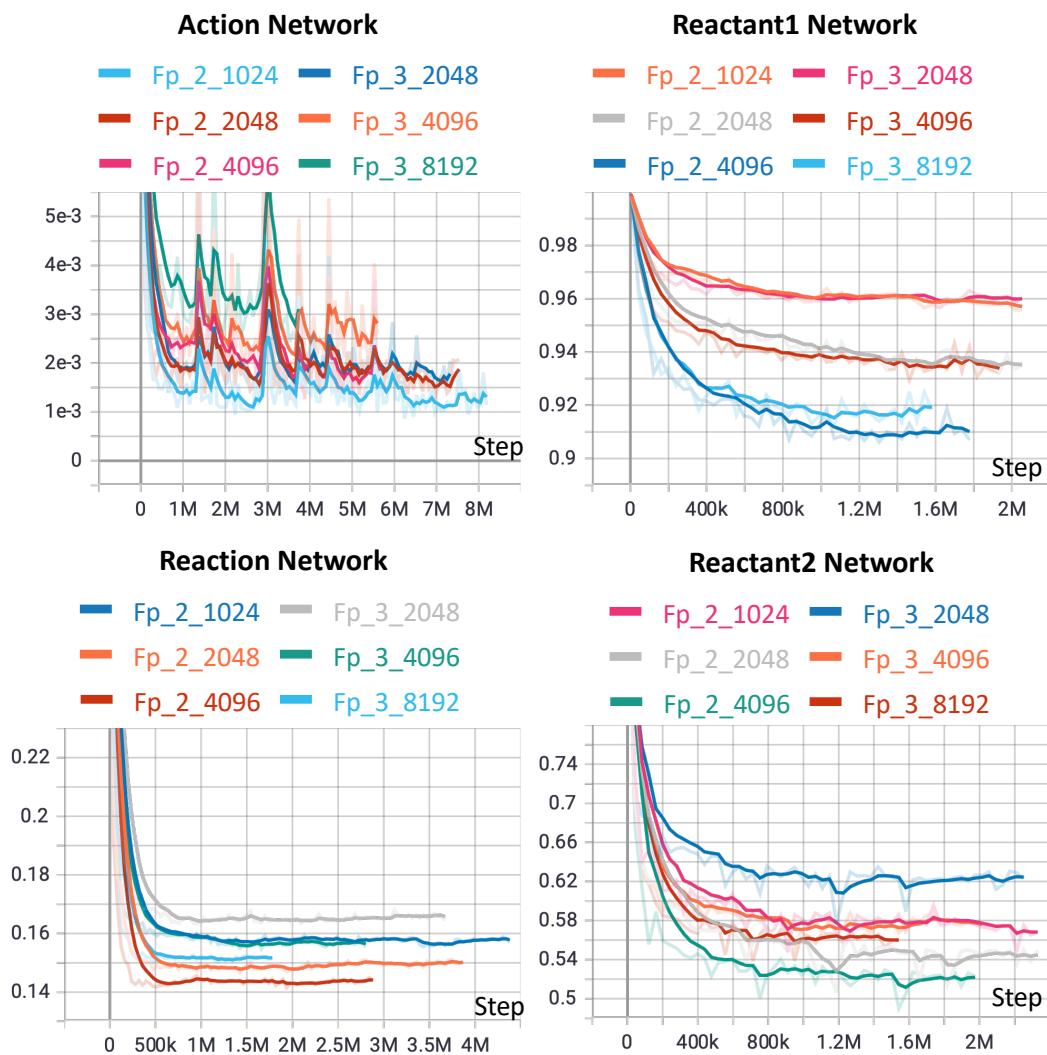 Action Network
Fp_2_1024 Fp_3_2048
Fp_2_2048 Fp_3_4096
Fp_2_4096 Fp_3_8192
5e-3
4e-3
3e-3
2e-3
1e-3
0
Step
0 1M 2M 3M 4M 5M 6M 7M 8M
Reactant1 Network
Fp_2_1024 Fp_3_2048
Fp_2_2048 Fp_3_4096
Fp_2_4096 Fp_3_8192
0.98
0.96
0.94
0.92
0.9
Step
0 400k 800k 1.2M 1.6M 2M
Reaction Network
Fp_2_1024 Fp_3_2048
Fp_2_2048 Fp_3_4096
Fp_2_4096 Fp_3_8192
0.22
0.2
0.18
0.16
0.14
Step
0 500k 1M 1.5M 2M 2.5M 3M 3.5M 4M
Reactant2 Network
Fp_2_1024 Fp_3_2048
Fp_2_2048 Fp_3_4096
Fp_2_4096 Fp_3_8192
0.74
0.7
0.66
0.62
0.58
0.54
0.5
Step
0 400k 800k 1.2M 1.6M 2M